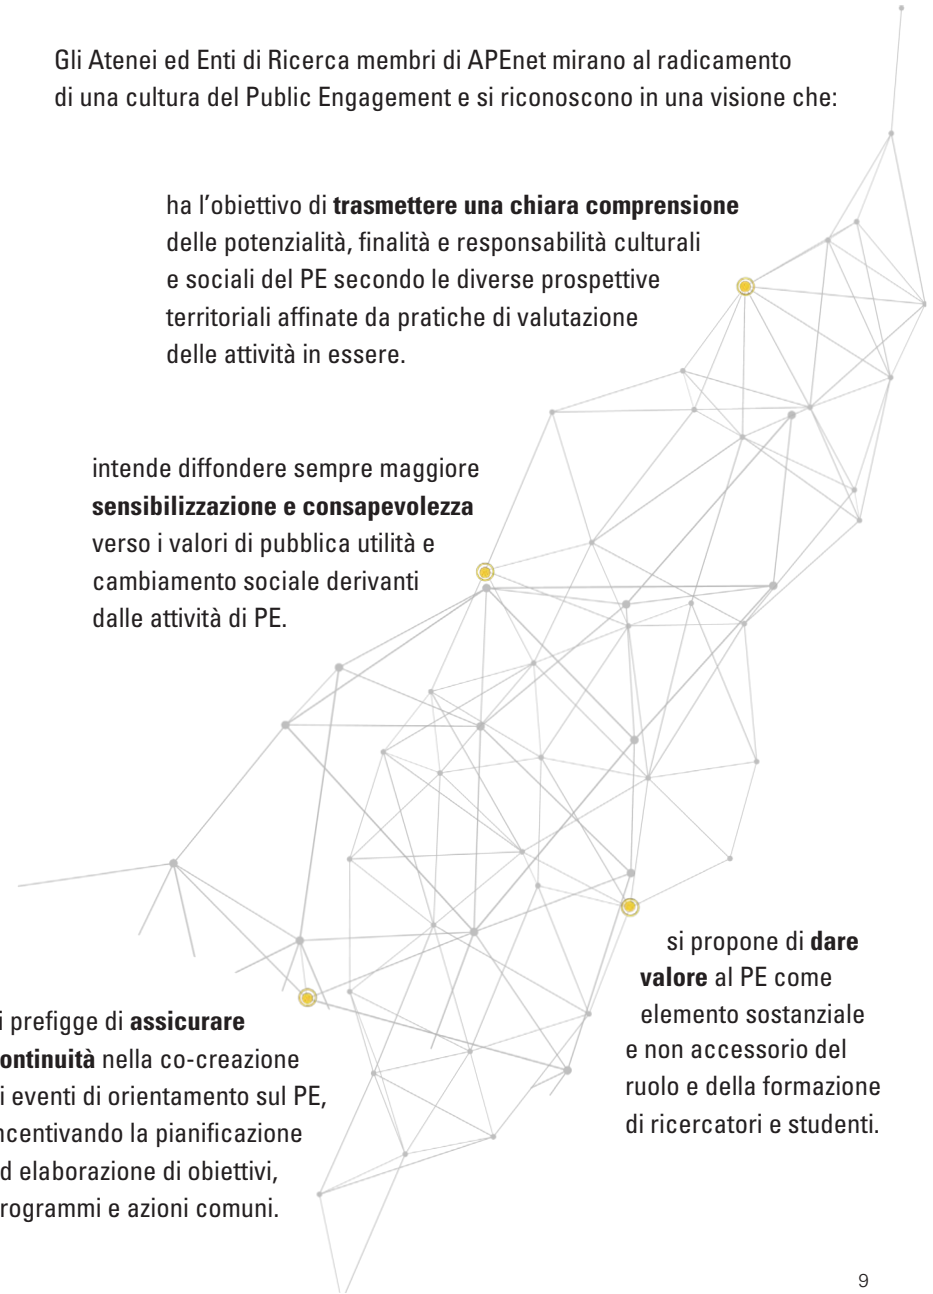 Gli Atenei ed Enti di Ricerca membri di APEnet mirano al radicamento
di una cultura del Public Engagement e si riconoscono in una visione che:
ha l’obiettivo di trasmettere una chiara comprensione
delle potenzialità, finalità e responsabilità culturali
e sociali del PE secondo le diverse prospettive
territoriali affinate da pratiche di valutazione
delle attività in essere.
intende diffondere sempre maggiore
sensibilizzazione e consapevolezza
verso i valori di pubblica utilità e
cambiamento sociale derivanti
dalle attività di PE.
si propone di dare
valore al PE come
elemento sostanziale
e non accessorio del
ruolo e della formazione
di ricercatori e studenti.
i prefigge di assicurare
ontinuità nella co-creazione
i eventi di orientamento sul PE,
ncentivando la pianificazione
d elaborazione di obiettivi,
rogrammi e azioni comuni.
9